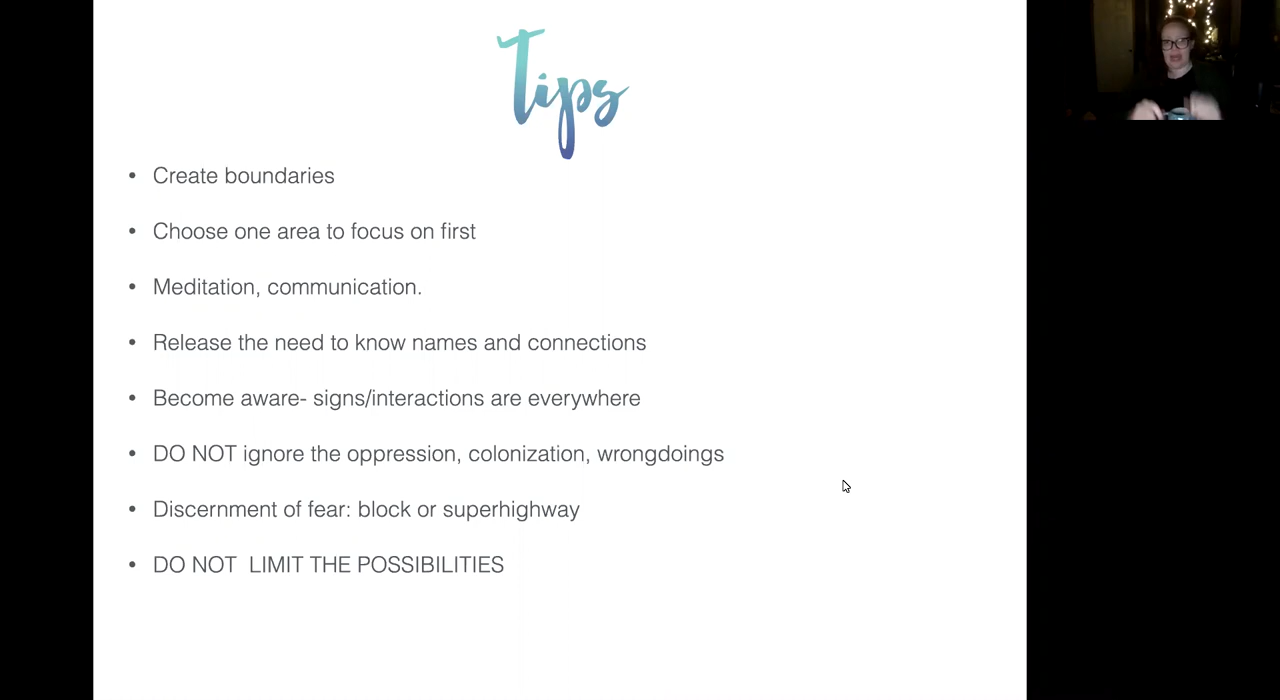 Tips
• Create boundaries
• Choose one area to focus on first
• Meditation, communication.
• Release the need to know names and connections
• Become aware- signs/interactions are everywhere
• DO NOT ignore the oppression, colonization, wrongdoings
• Discernment of fear: block or superhighway
• DO NOT  LIMIT THE POSSIBILITIES